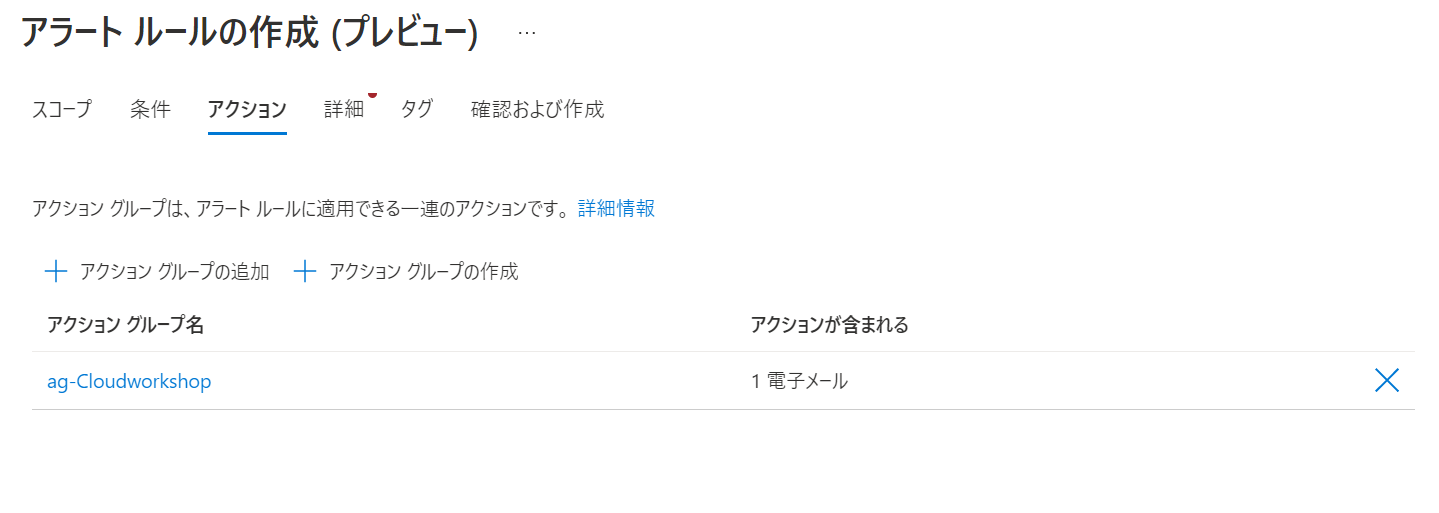 アラート ルールの作成 (プレビュー) …
スコープ 条件 アクション 詳細 タグ 確認および作成
アクション グループは、アラート ルールに適用できる一連のアクションです。 詳細情報
アクション グループの追加 アクション グループの作成
アクション グループ名 アクションが含まれる
ag-Cloudworkshop 1 電子メール